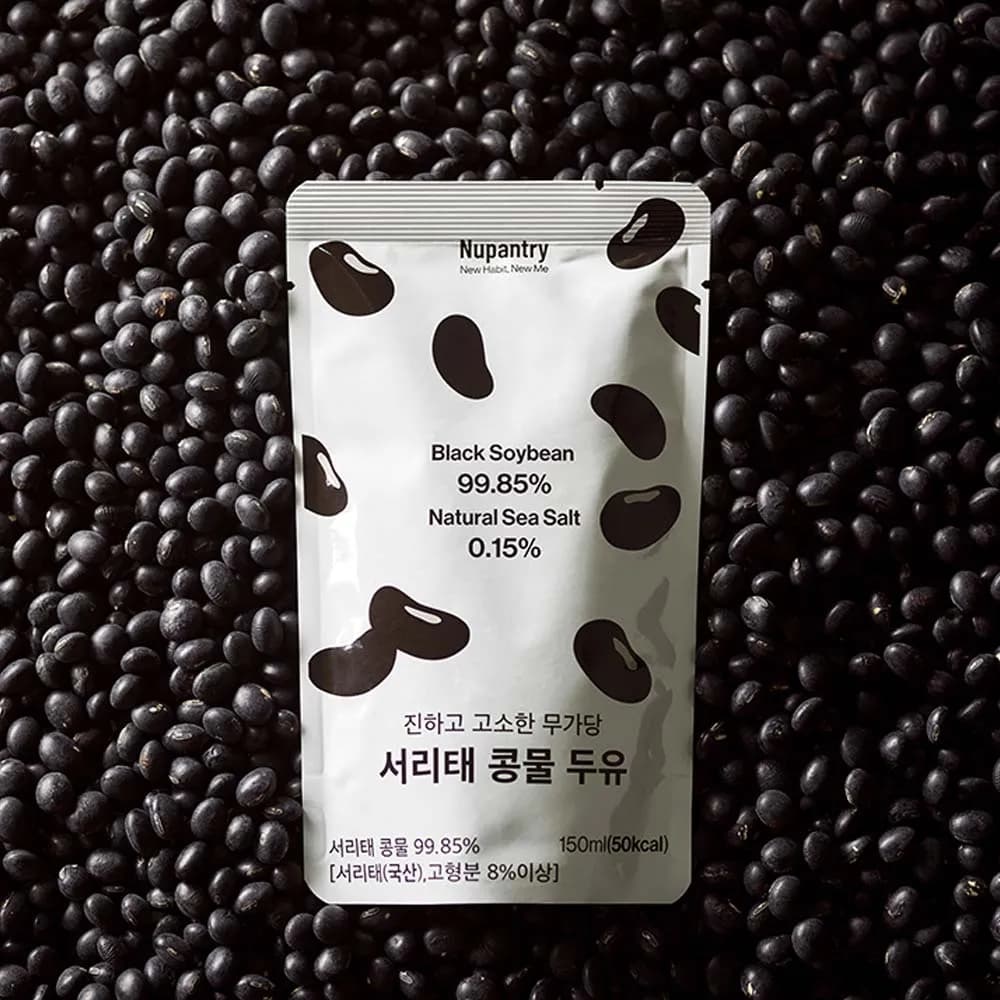 Nupantry
New Habit, New Me
Black Soybean
99.85%
Natural Sea Salt
0.15%
진하고 고소한 무가당
서리태 콩물 두유
서리태 콩물 99.85%
150ml(50kcal)
[서리태(국산),고형분 8%이상]